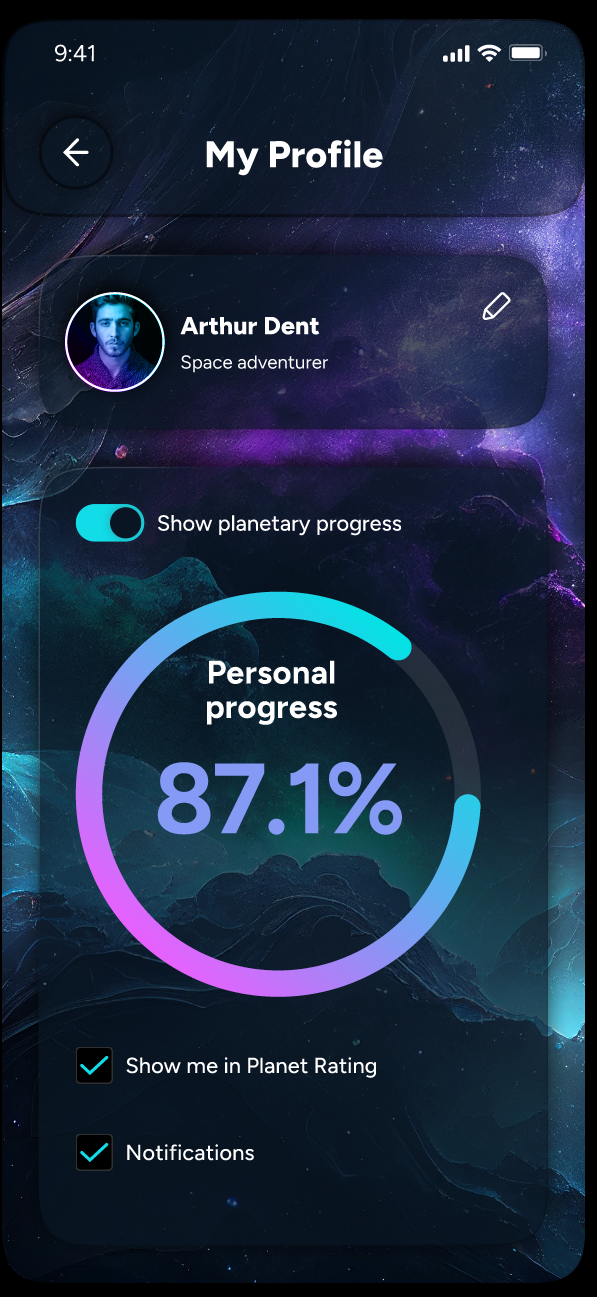 9:41
My Profile
Arthur Dent
Space adventurer
Show planetary progress
Personal
progress
87.1%
Show me in Planet Rating
Notifications